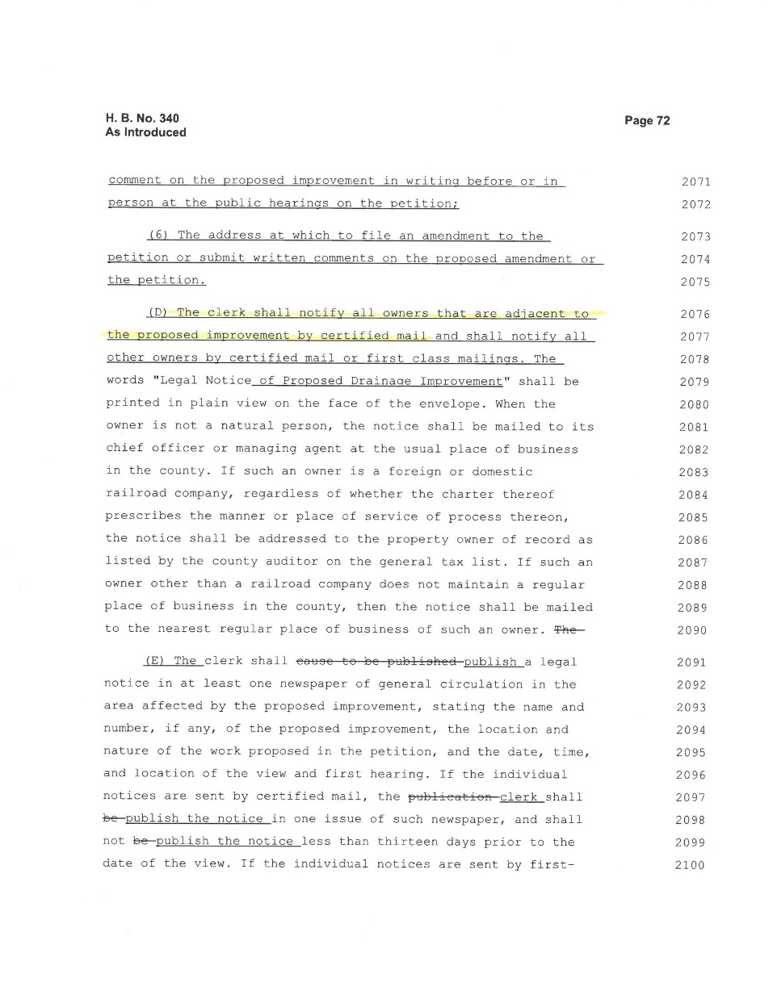 H. B. No. 340 Page 72
As Introduced
comment on the proposed improvement in writing before or in 2071
person at the public hearings on the petition; 2072
(6) The address at which to file an amendment to the 2073
petition or submit written comments on the proposed amendment or 2074
the petition. 2075
(D) The clerk shall notify all owners that are adjacent to 2076
the proposed improvement by certified mail and shall notify all 2077
other owners by certified mail or first class mailings. The 2078
words "Legal Notice of Proposed Drainage Improvement" shall be 2079
printed in plain view on the face of the envelope. When the 2080
owner is not a natural person, the notice shall be mailed to its 2081
chief officer or managing agent at the usual place of business 2082
in the county. If such an owner is a foreign or domestic 2083
railroad company, regardless of whether the charter thereof 2084
prescribes the manner or place of service of process thereon, 2085
the notice shall be addressed to the property owner of record as 2086
listed by the county auditor on the general tax list. If such an 2087
owner other than a railroad company does not maintain a regular 2088
place of business in the county, then the notice shall be mailed 2089
to the nearest regular place of business of such an owner. The 2090
(E) The clerk shall cause to be published publish a legal 2091
notice in at least one newspaper of general circulation in the 2092
area affected by the proposed improvement, stating the name and 2093
number, if any, of the proposed improvement, the location and 2094
nature of the work proposed in the petition, and the date, time, 2095
and location of the view and first hearing. If the individual 2096
notices are sent by certified mail, the publication clerk shall 2097
be publish the notice in one issue of such newspaper, and shall 2098
not be publish the notice less than thirteen days prior to the 2099
date of the view. If the individual notices are sent by first- 2100